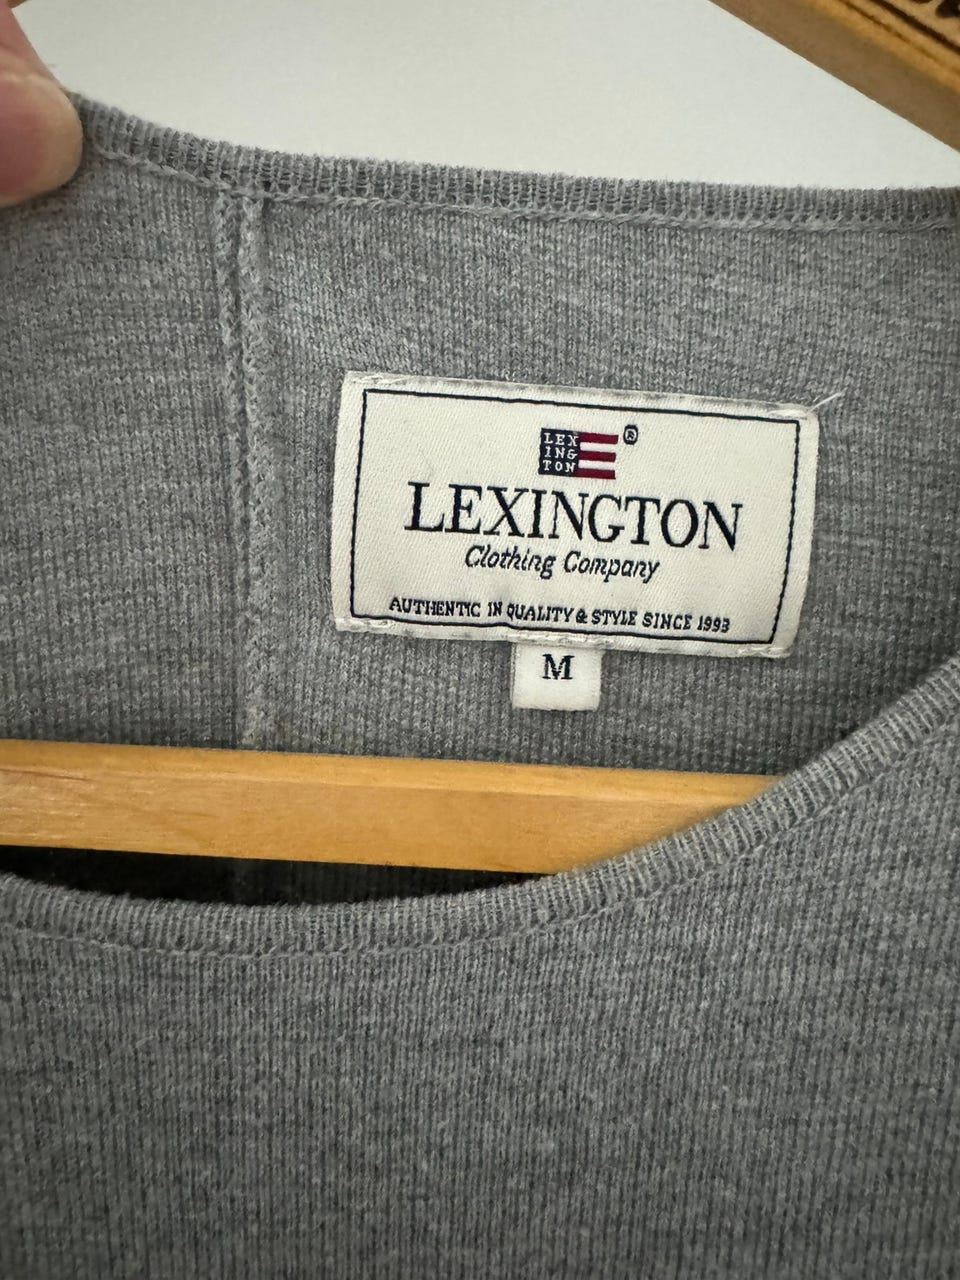 LEX
ING
TON
®
LEXINGTON
Clothing Company
AUTHENTIC IN QUALITY & STYLE SINCE 1993
M